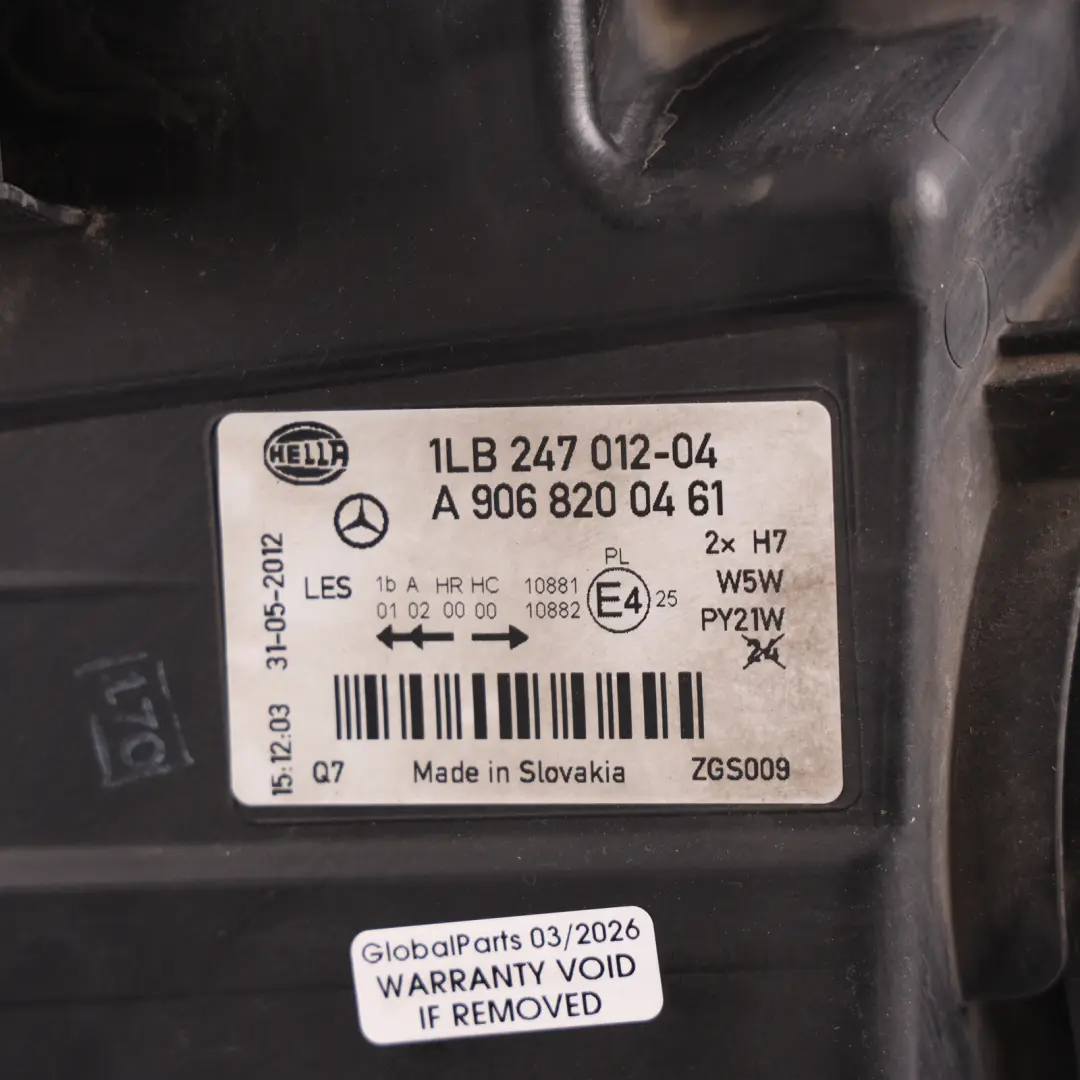 HELLA
1LB 247 012-04
A 906 820 04 61
2x H7
PL
LES 1b A HR HC 10881 E4 25 W5W
01 02 00 00 10882 PY21W
24
31-05-2012
15:12:03
Q7 Made in Slovakia ZGS009
L70
GlobalParts 03/2026
WARRANTY VOID
IF REMOVED